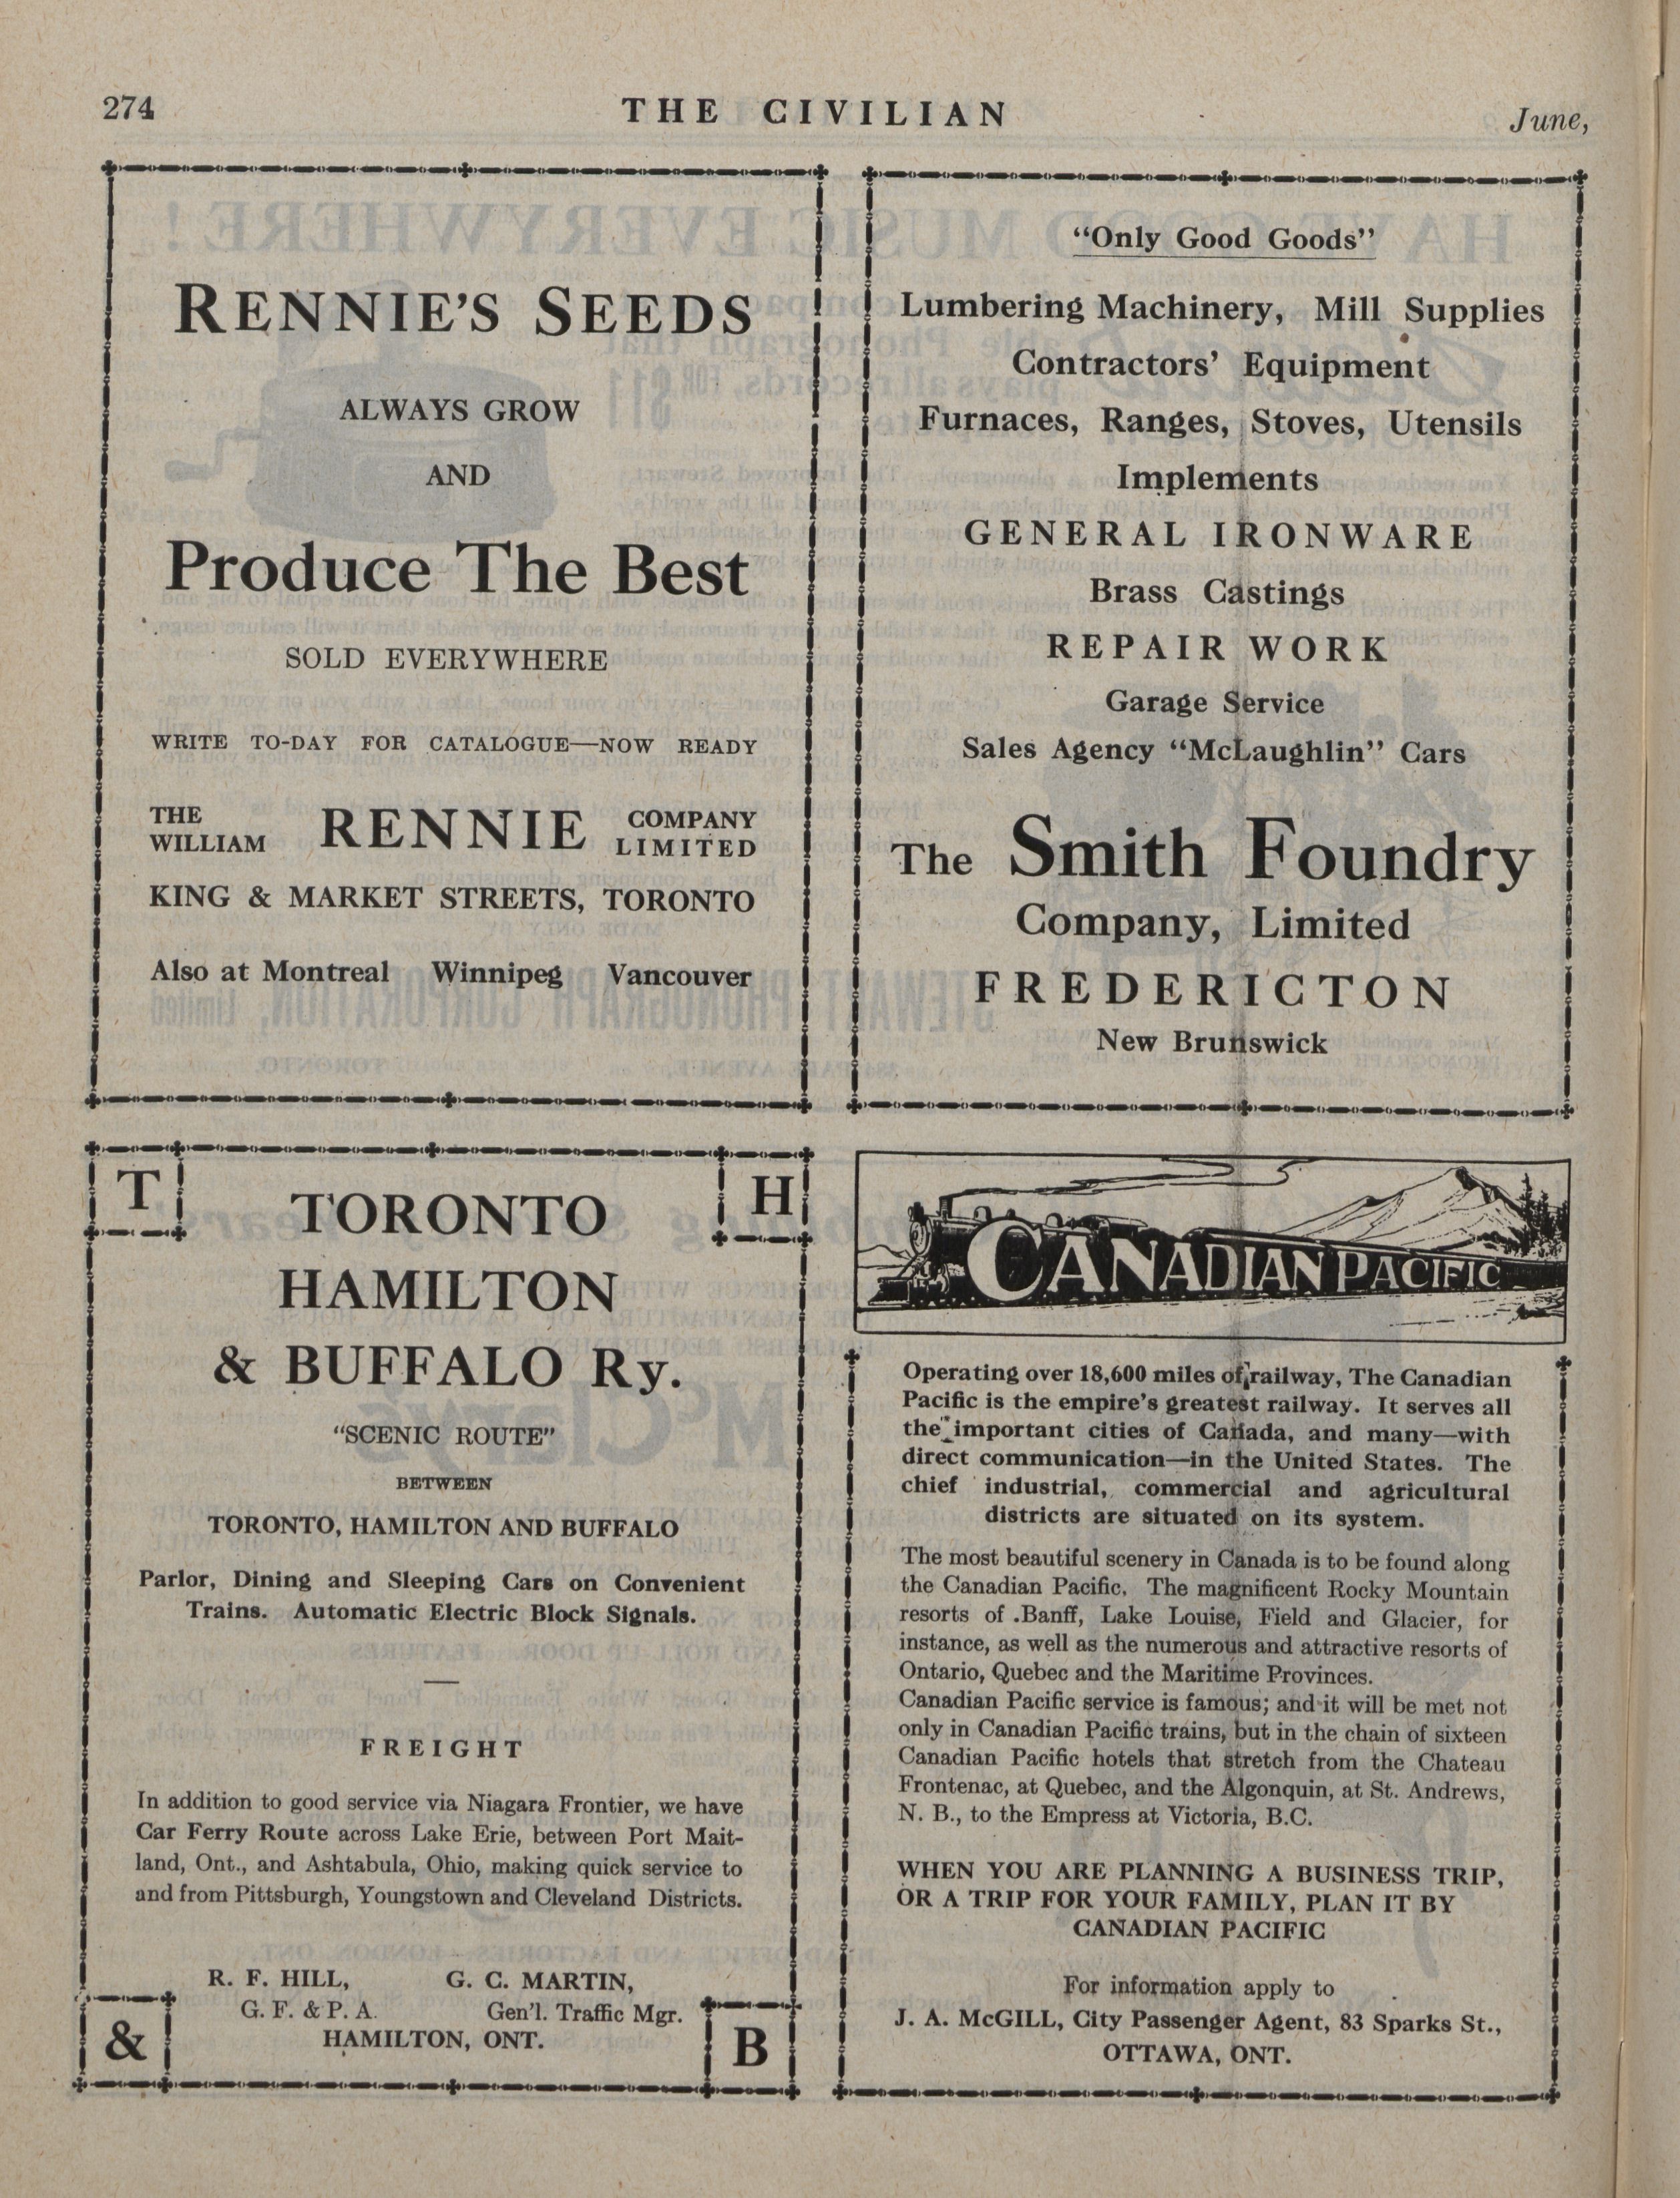 274
THE CIVILIAN
June,
RENNIE'S SEEDS
ALWAYS GROW
AND
Produce The Best
SOLD EVERYWHERE
WRITE TO-DAY FOR CATALOGUE—NOW READY
THE WILLIAM RENNIE COMPANY LIMITED
KING & MARKET STREETS, TORONTO
Also at Montreal Winnipeg Vancouver
"Only Good Goods"
Lumbering Machinery, Mill Supplies
Contractors' Equipment
Furnaces, Ranges, Stoves, Utensils
Implements
GENERAL IRONWARE
Brass Castings
REPAIR WORK
Garage Service
Sales Agency "McLaughlin" Cars
The Smith Foundry
Company, Limited
FREDERICTON
New Brunswick
T
H
TORONTO
HAMILTON
& BUFFALO Ry.
"SCENIC ROUTE"
BETWEEN
TORONTO, HAMILTON AND BUFFALO
Parlor, Dining and Sleeping Cars on Convenient
Trains. Automatic Electric Block Signals.
FREIGHT
In addition to good service via Niagara Frontier, we have
Car Ferry Route across Lake Erie, between Port Mait-
land, Ont., and Ashtabula, Ohio, making quick service to
and from Pittsburgh, Youngstown and Cleveland Districts.
R. F. HILL, G. C. MARTIN,
G. F. & P. A. Gen'l. Traffic Mgr.
HAMILTON, ONT.
&
B
CANADIAN PACIFIC
Operating over 18,600 miles of railway, The Canadian
Pacific is the empire's greatest railway. It serves all
the important cities of Canada, and many—with
direct communication—in the United States. The
chief industrial, commercial and agricultural
districts are situated on its system.
The most beautiful scenery in Canada is to be found along
the Canadian Pacific. The magnificent Rocky Mountain
resorts of Banff, Lake Louise, Field and Glacier, for
instance, as well as the numerous and attractive resorts of
Ontario, Quebec and the Maritime Provinces.
Canadian Pacific service is famous; and it will be met not
only in Canadian Pacific trains, but in the chain of sixteen
Canadian Pacific hotels that stretch from the Chateau
Frontenac, at Quebec, and the Algonquin, at St. Andrews,
N. B., to the Empress at Victoria, B.C.
WHEN YOU ARE PLANNING A BUSINESS TRIP,
OR A TRIP FOR YOUR FAMILY, PLAN IT BY
CANADIAN PACIFIC
For information apply to
J. A. McGILL, City Passenger Agent, 83 Sparks St.,
OTTAWA, ONT.